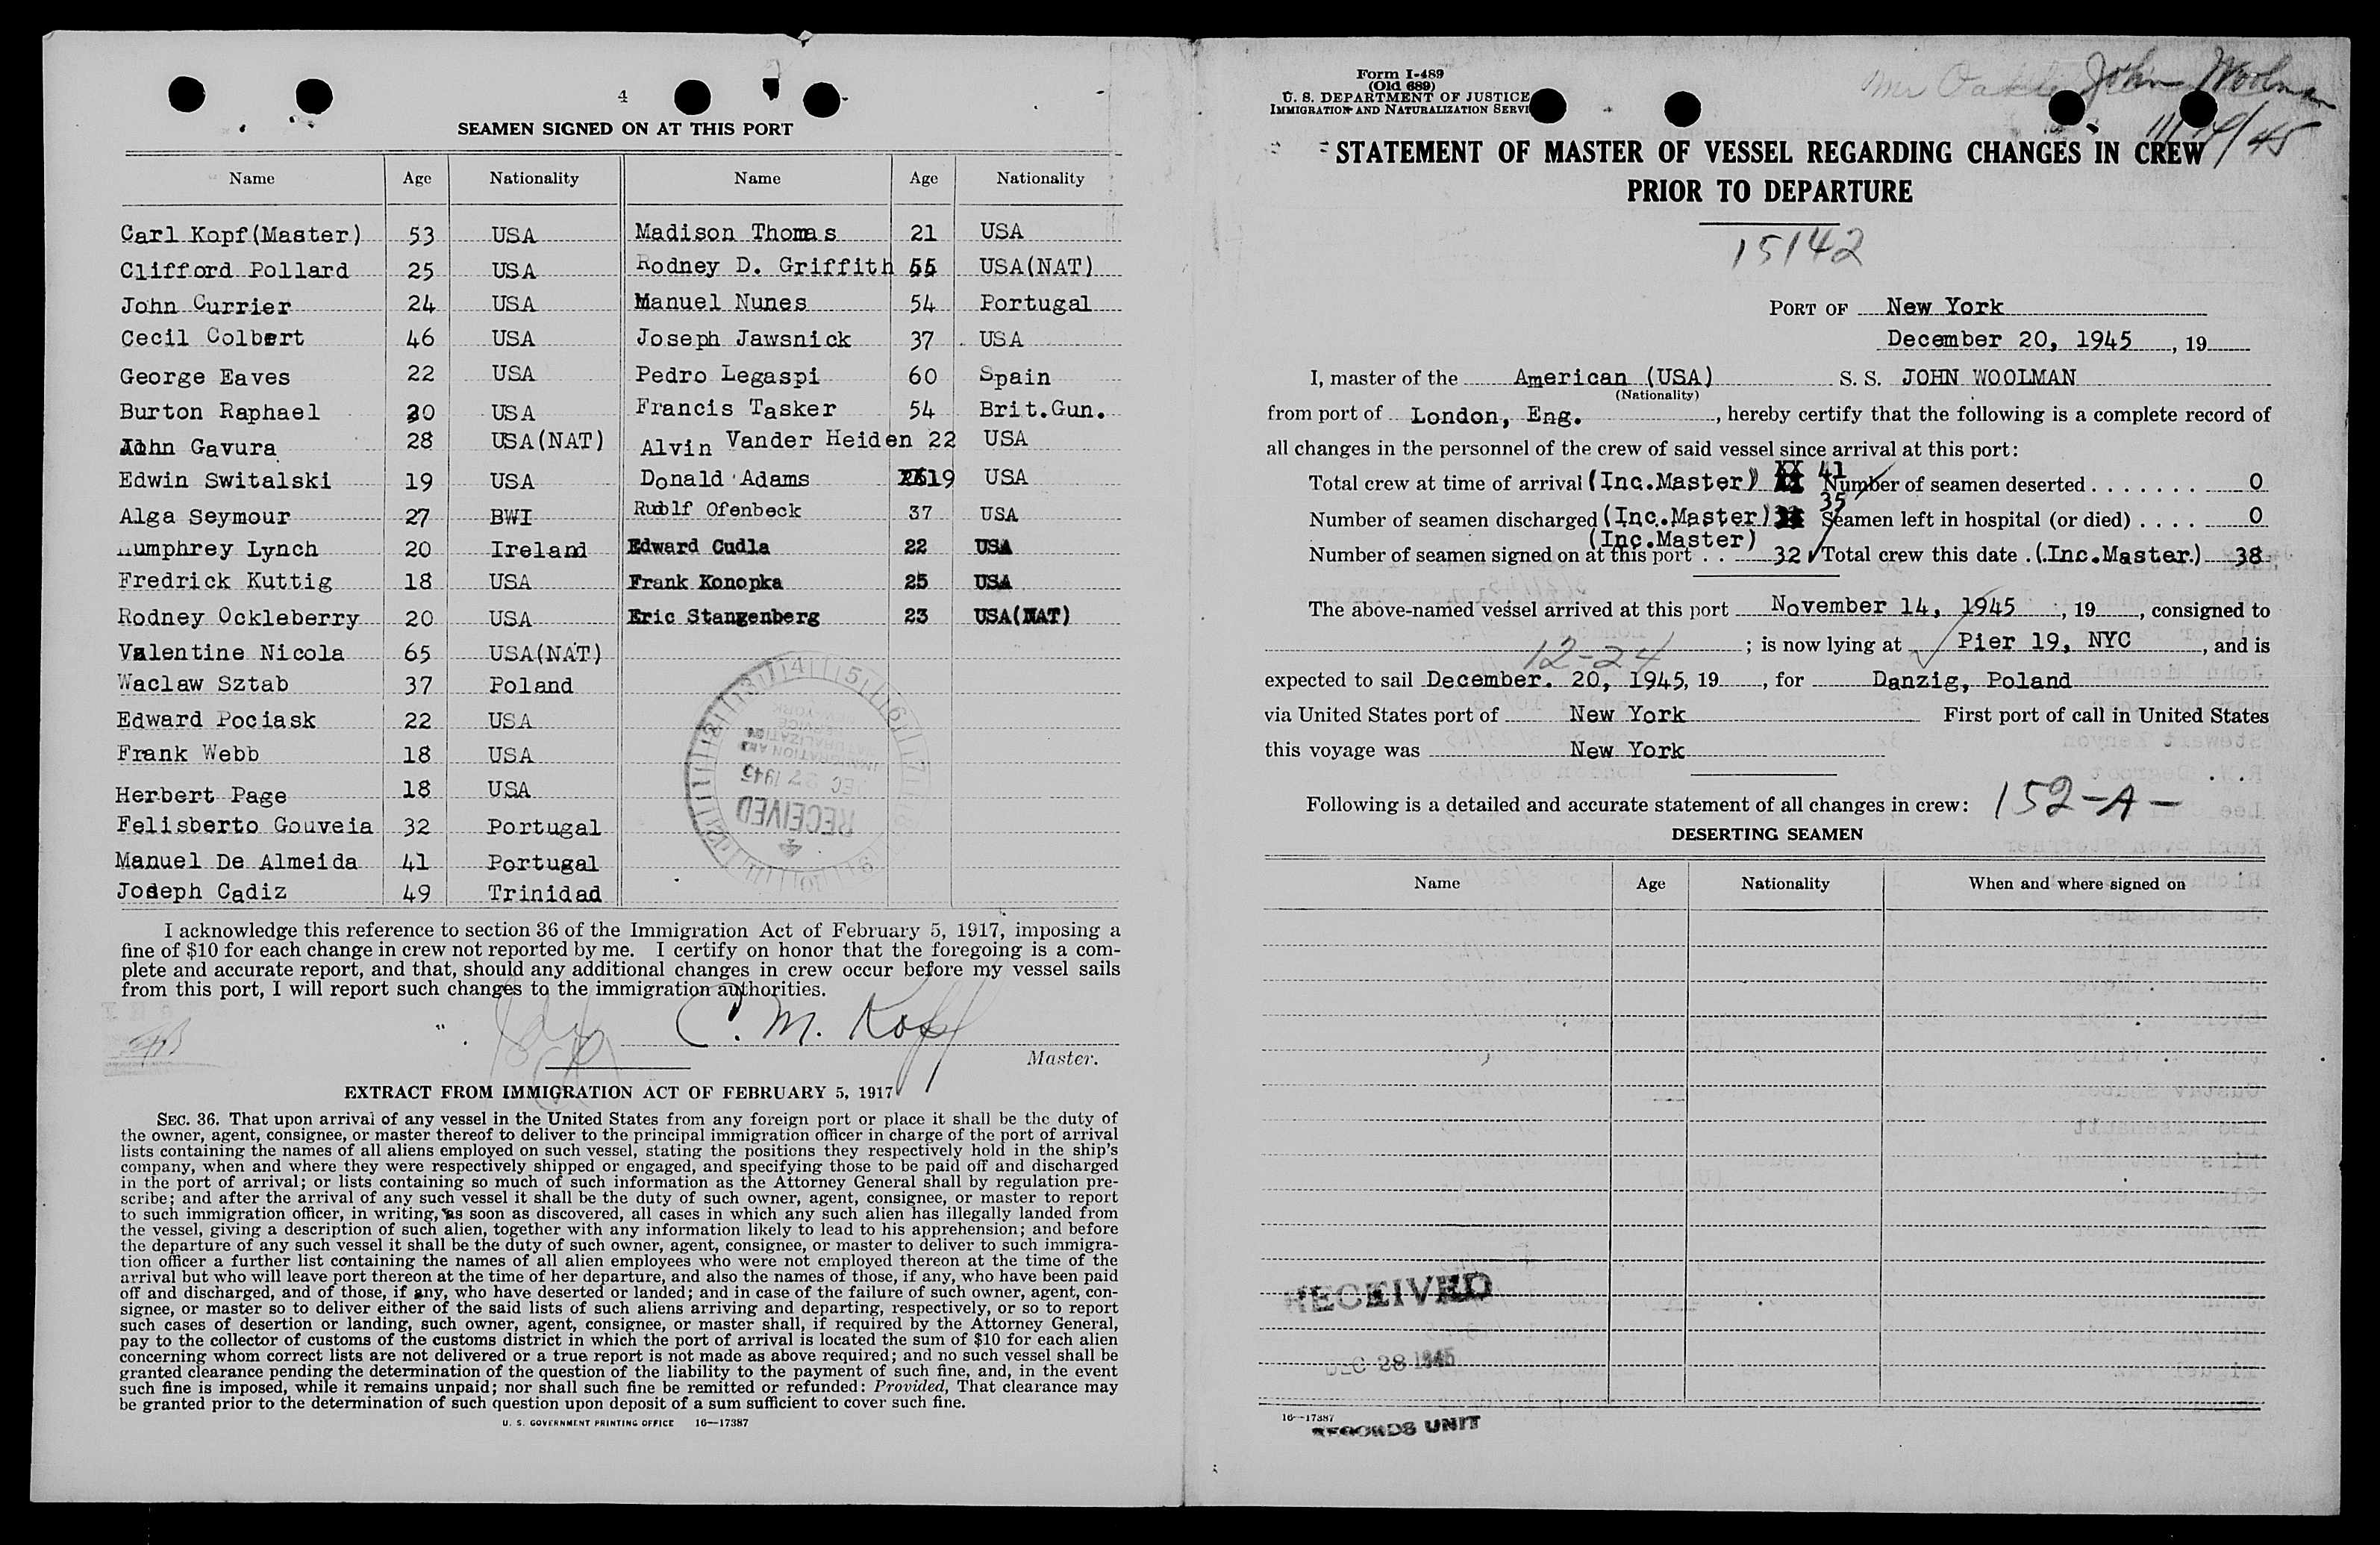 4
SEAMEN SIGNED ON AT THIS PORT
Name Age Nationality Name Age Nationality
Carl Kopf(Master) 53 USA Madison Thomas 21 USA
Clifford Pollard 25 USA Rodney D. Griffith 55 USA(NAT)
John Currier 24 USA Manuel Nunes 54 Portugal
Cecil Colbert 46 USA Joseph Jawsnick 37 USA
George Eaves 22 USA Pedro Legaspi 60 Spain
Burton Raphael 20 USA Francis Tasker 54 Brit.Gun.
John Gavura 28 USA(NAT) Alvin Vander Heiden 22 USA
Edwin Switalski 19 USA Donald Adams 19 USA
Alga Seymour 27 BWI Rudolf Ofenbeck 37 USA
Humphrey Lynch 20 Ireland Edward Cudla 22 USA
Fredrick Kuttig 18 USA Frank Konopka 25 USA
Rodney Ockleberry 20 USA Eric Stangenberg 23 USA(NAT)
Valentine Nicola 65 USA(NAT)
Waclaw Sztab 37 Poland
Edward Pociask 22 USA
Frank Webb 18 USA
Herbert Page 18 USA
Felisberto Gouveia 32 Portugal
Manuel De Almeida 41 Portugal
Joseph Cadiz 49 Trinidad
RECEIVED
DEC 27 1945
IMMIGRATION AND
NATURALIZATION
SERVICE
NEW YORK
I acknowledge this reference to section 36 of the Immigration Act of February 5, 1917, imposing a
fine of $10 for each change in crew not reported by me. I certify on honor that the foregoing is a com-
plete and accurate report, and that, should any additional changes in crew occur before my vessel sails
from this port, I will report such changes to the immigration authorities.
C. M. Kopf
Master.
EXTRACT FROM IMMIGRATION ACT OF FEBRUARY 5, 1917
SEC. 36. That upon arrival of any vessel in the United States from any foreign port or place it shall be the duty of
the owner, agent, consignee, or master thereof to deliver to the principal immigration officer in charge of the port of arrival
lists containing the names of all aliens employed on such vessel, stating the positions they respectively hold in the ship's
company, when and where they were respectively shipped or engaged, and specifying those to be paid off and discharged
in the port of arrival; or lists containing so much of such information as the Attorney General shall by regulation pre-
scribe; and after the arrival of any such vessel it shall be the duty of such owner, agent, consignee, or master to report
to such immigration officer, in writing, as soon as discovered, all cases in which any such alien has illegally landed from
the vessel, giving a description of such alien, together with any information likely to lead to his apprehension; and before
the departure of any such vessel it shall be the duty of such owner, agent, consignee, or master to deliver to such immigra-
tion officer a further list containing the names of all alien employees who were not employed thereon at the time of the
arrival but who will leave port thereon at the time of her departure, and also the names of those, if any, who have been paid
off and discharged, and of those, if any, who have deserted or landed; and in case of the failure of such owner, agent, con-
signee, or master so to deliver either of the said lists of such aliens arriving and departing, respectively, or so to report
such cases of desertion or landing, such owner, agent, consignee, or master shall, if required by the Attorney General,
pay to the collector of customs of the customs district in which the port of arrival is located the sum of $10 for each alien
concerning whom correct lists are not delivered or a true report is not made as above required; and no such vessel shall be
granted clearance pending the determination of the question of the liability to the payment of such fine, and, in the event
such fine is imposed, while it remains unpaid; nor shall such fine be remitted or refunded: Provided, That clearance may
be granted prior to the determination of such question upon deposit of a sum sufficient to cover such fine.
U. S. GOVERNMENT PRINTING OFFICE 16—17387
Form I-489
(Old 689)
U. S. DEPARTMENT OF JUSTICE
IMMIGRATION AND NATURALIZATION SERVI
John Woolman
11/14/45
STATEMENT OF MASTER OF VESSEL REGARDING CHANGES IN CREW
PRIOR TO DEPARTURE
15142
PORT OF New York
December 20, 1945, 19
I, master of the American (USA) S. S. JOHN WOOLMAN
(Nationality)
from port of London, Eng., hereby certify that the following is a complete record of
all changes in the personnel of the crew of said vessel since arrival at this port:
Total crew at time of arrival (Inc.Master) 41 Number of seamen deserted . . . . . . . 0
Number of seamen discharged (Inc.Master) 35 Seamen left in hospital (or died) . . . . 0
(Inc.Master)
Number of seamen signed on at this port . . 32 Total crew this date . (Inc.Master) 38
The above-named vessel arrived at this port November 14, 1945, 19, consigned to
; is now lying at Pier 19, NYC, and is
12-24
expected to sail December. 20, 1945, 19, for Danzig, Poland
via United States port of New York First port of call in United States
this voyage was New York
Following is a detailed and accurate statement of all changes in crew: 152-A-
DESERTING SEAMEN
Name Age Nationality When and where signed on
RECEIVED
DEC 28 1945
16—17387
RECORDS UNIT